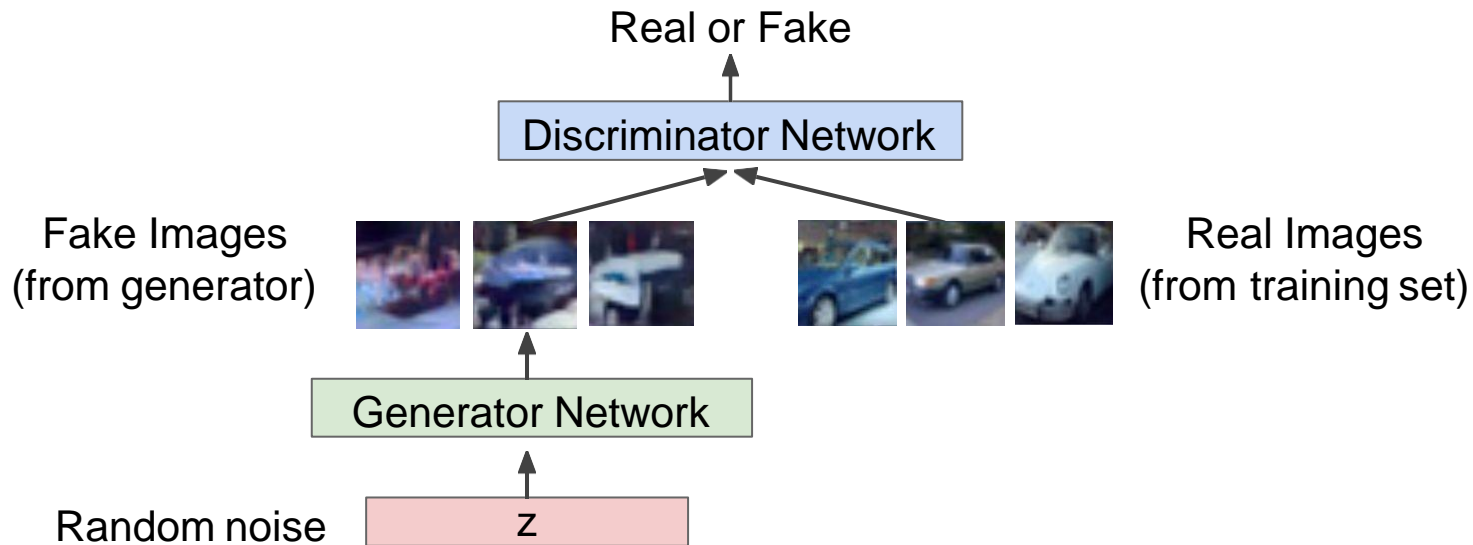 Real or Fake
Discriminator Network
Fake Images
(from generator)
Real Images
(from training set)
Generator Network
Random noise
z